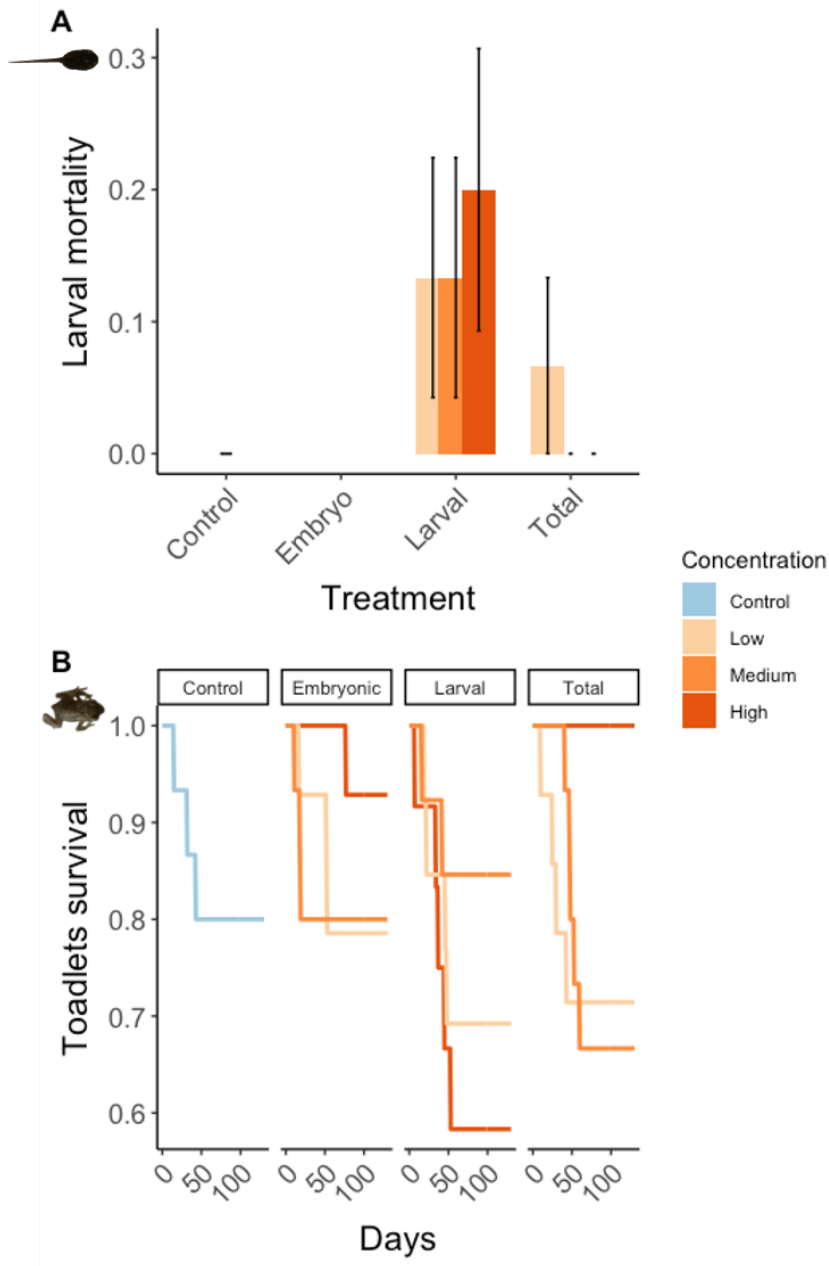 A
Larval mortality
0.3
0.2
0.1
0.0
Control
Embryo
Larval
Total
Treatment
Concentration
Control
Low
Medium
High
B
Control
Embryonic
Larval
Total
Toadlets survival
1.0
0.9
0.8
0.7
0.6
0 50 100
0 50 100
0 50 100
0 50 100
Days